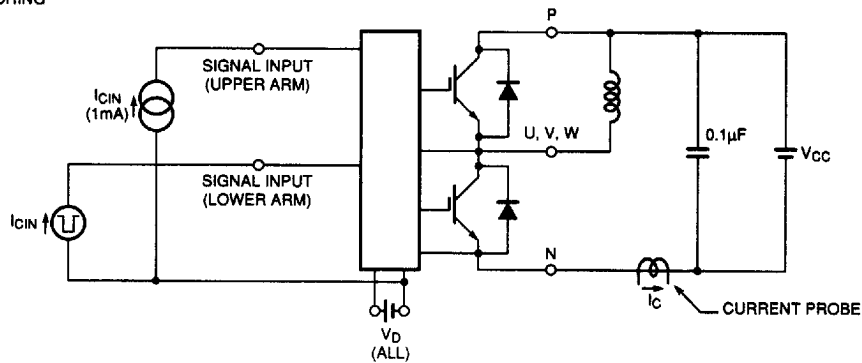 P
SIGNAL INPUT
(UPPER ARM)
ICIN
(1mA)
U, V, W
0.1μF
VCC
SIGNAL INPUT
(LOWER ARM)
ICIN
N
IC
CURRENT PROBE
VD
(ALL)